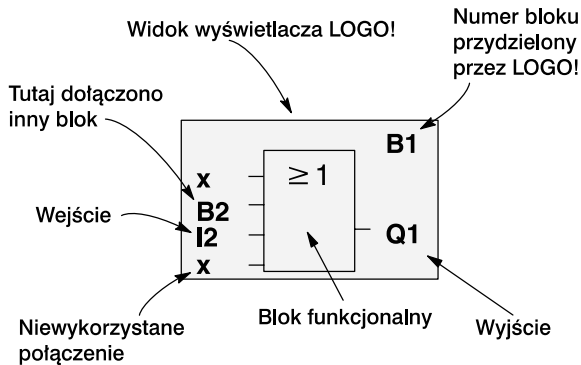 Widok wyświetlacza LOGO!
Numer bloku
przydzielony
przez LOGO!
Tutaj dołączono
inny blok
B1
≥ 1
x
B2
Wejście
I2
Q1
x
Niewykorzystane
połączenie
Blok funkcjonalny
Wyjście